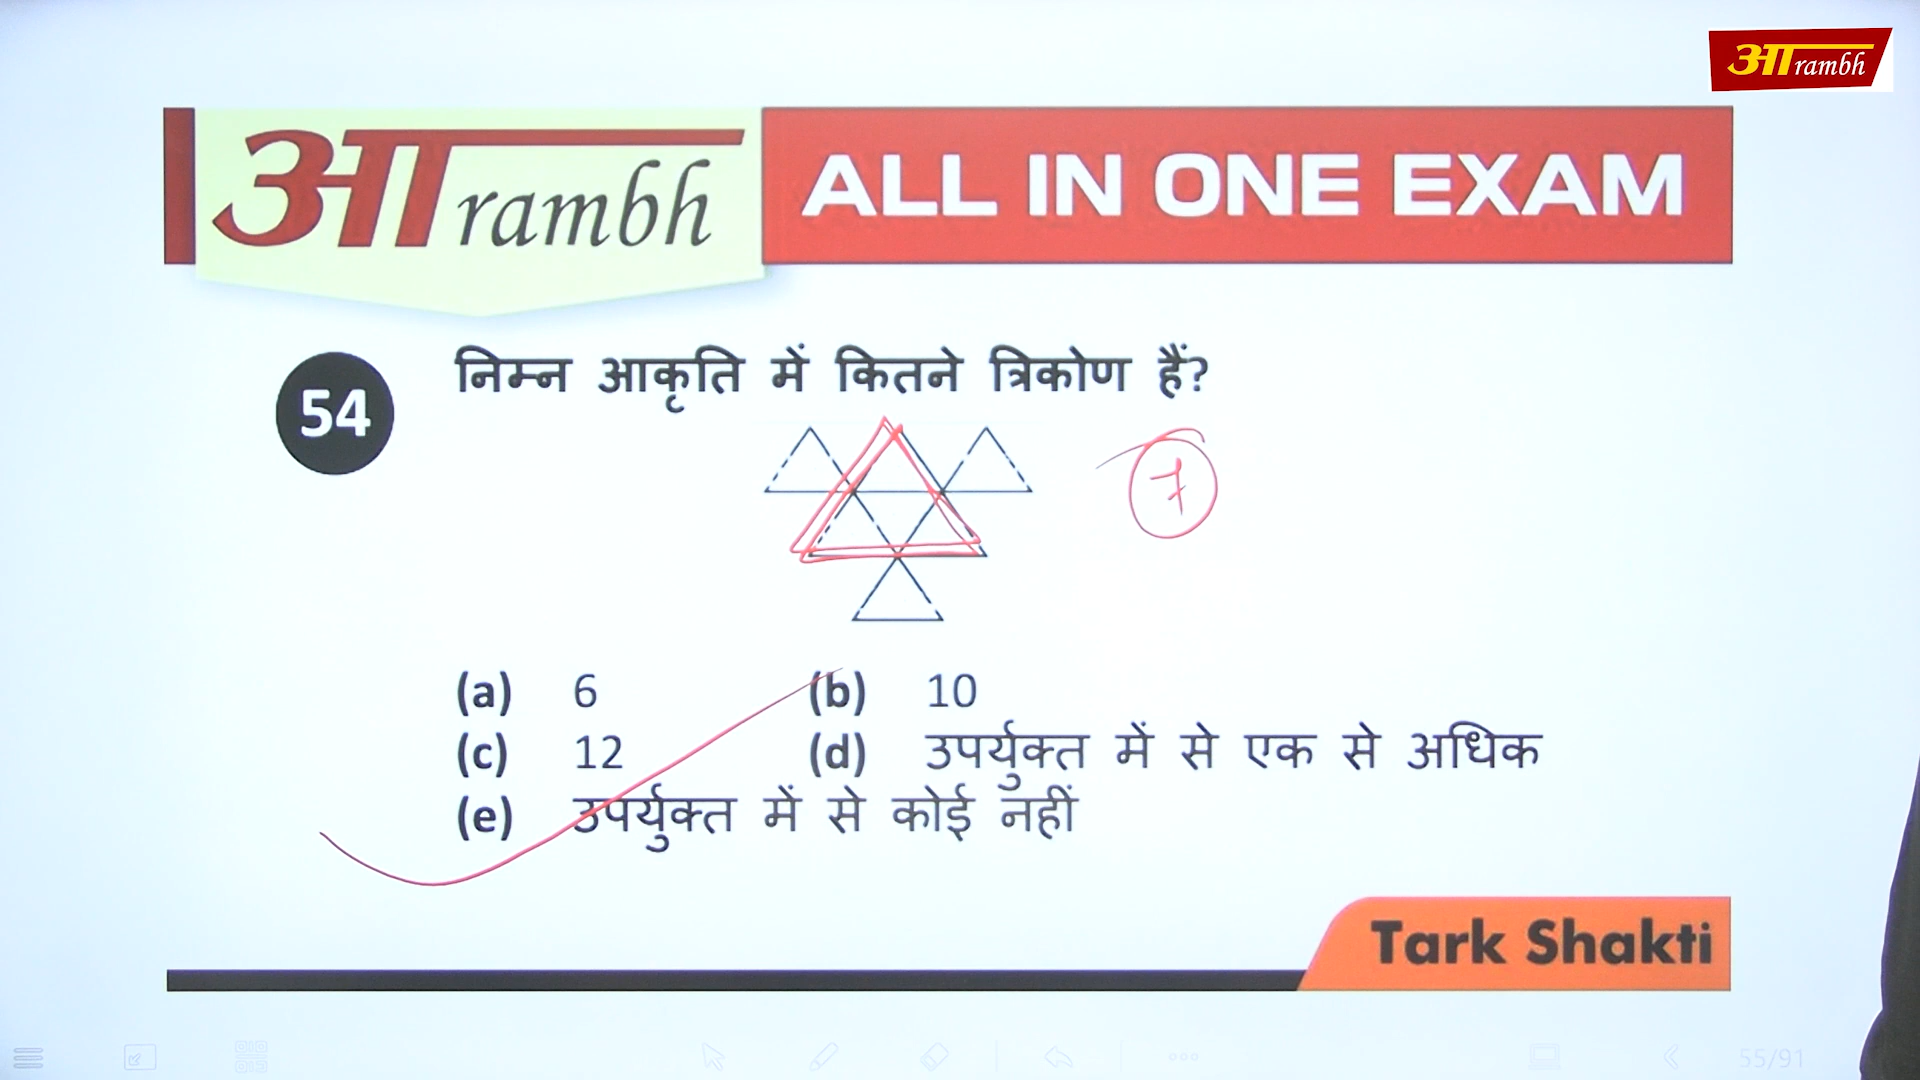 आrambh
आrambh ALL IN ONE EXAM
54 निम्न आकृति में कितने त्रिकोण हैं?
7
(a) 6 (b) 10
(c) 12 (d) उपर्युक्त में से एक से अधिक
(e) उपर्युक्त में से कोई नहीं
Tark Shakti
55/91